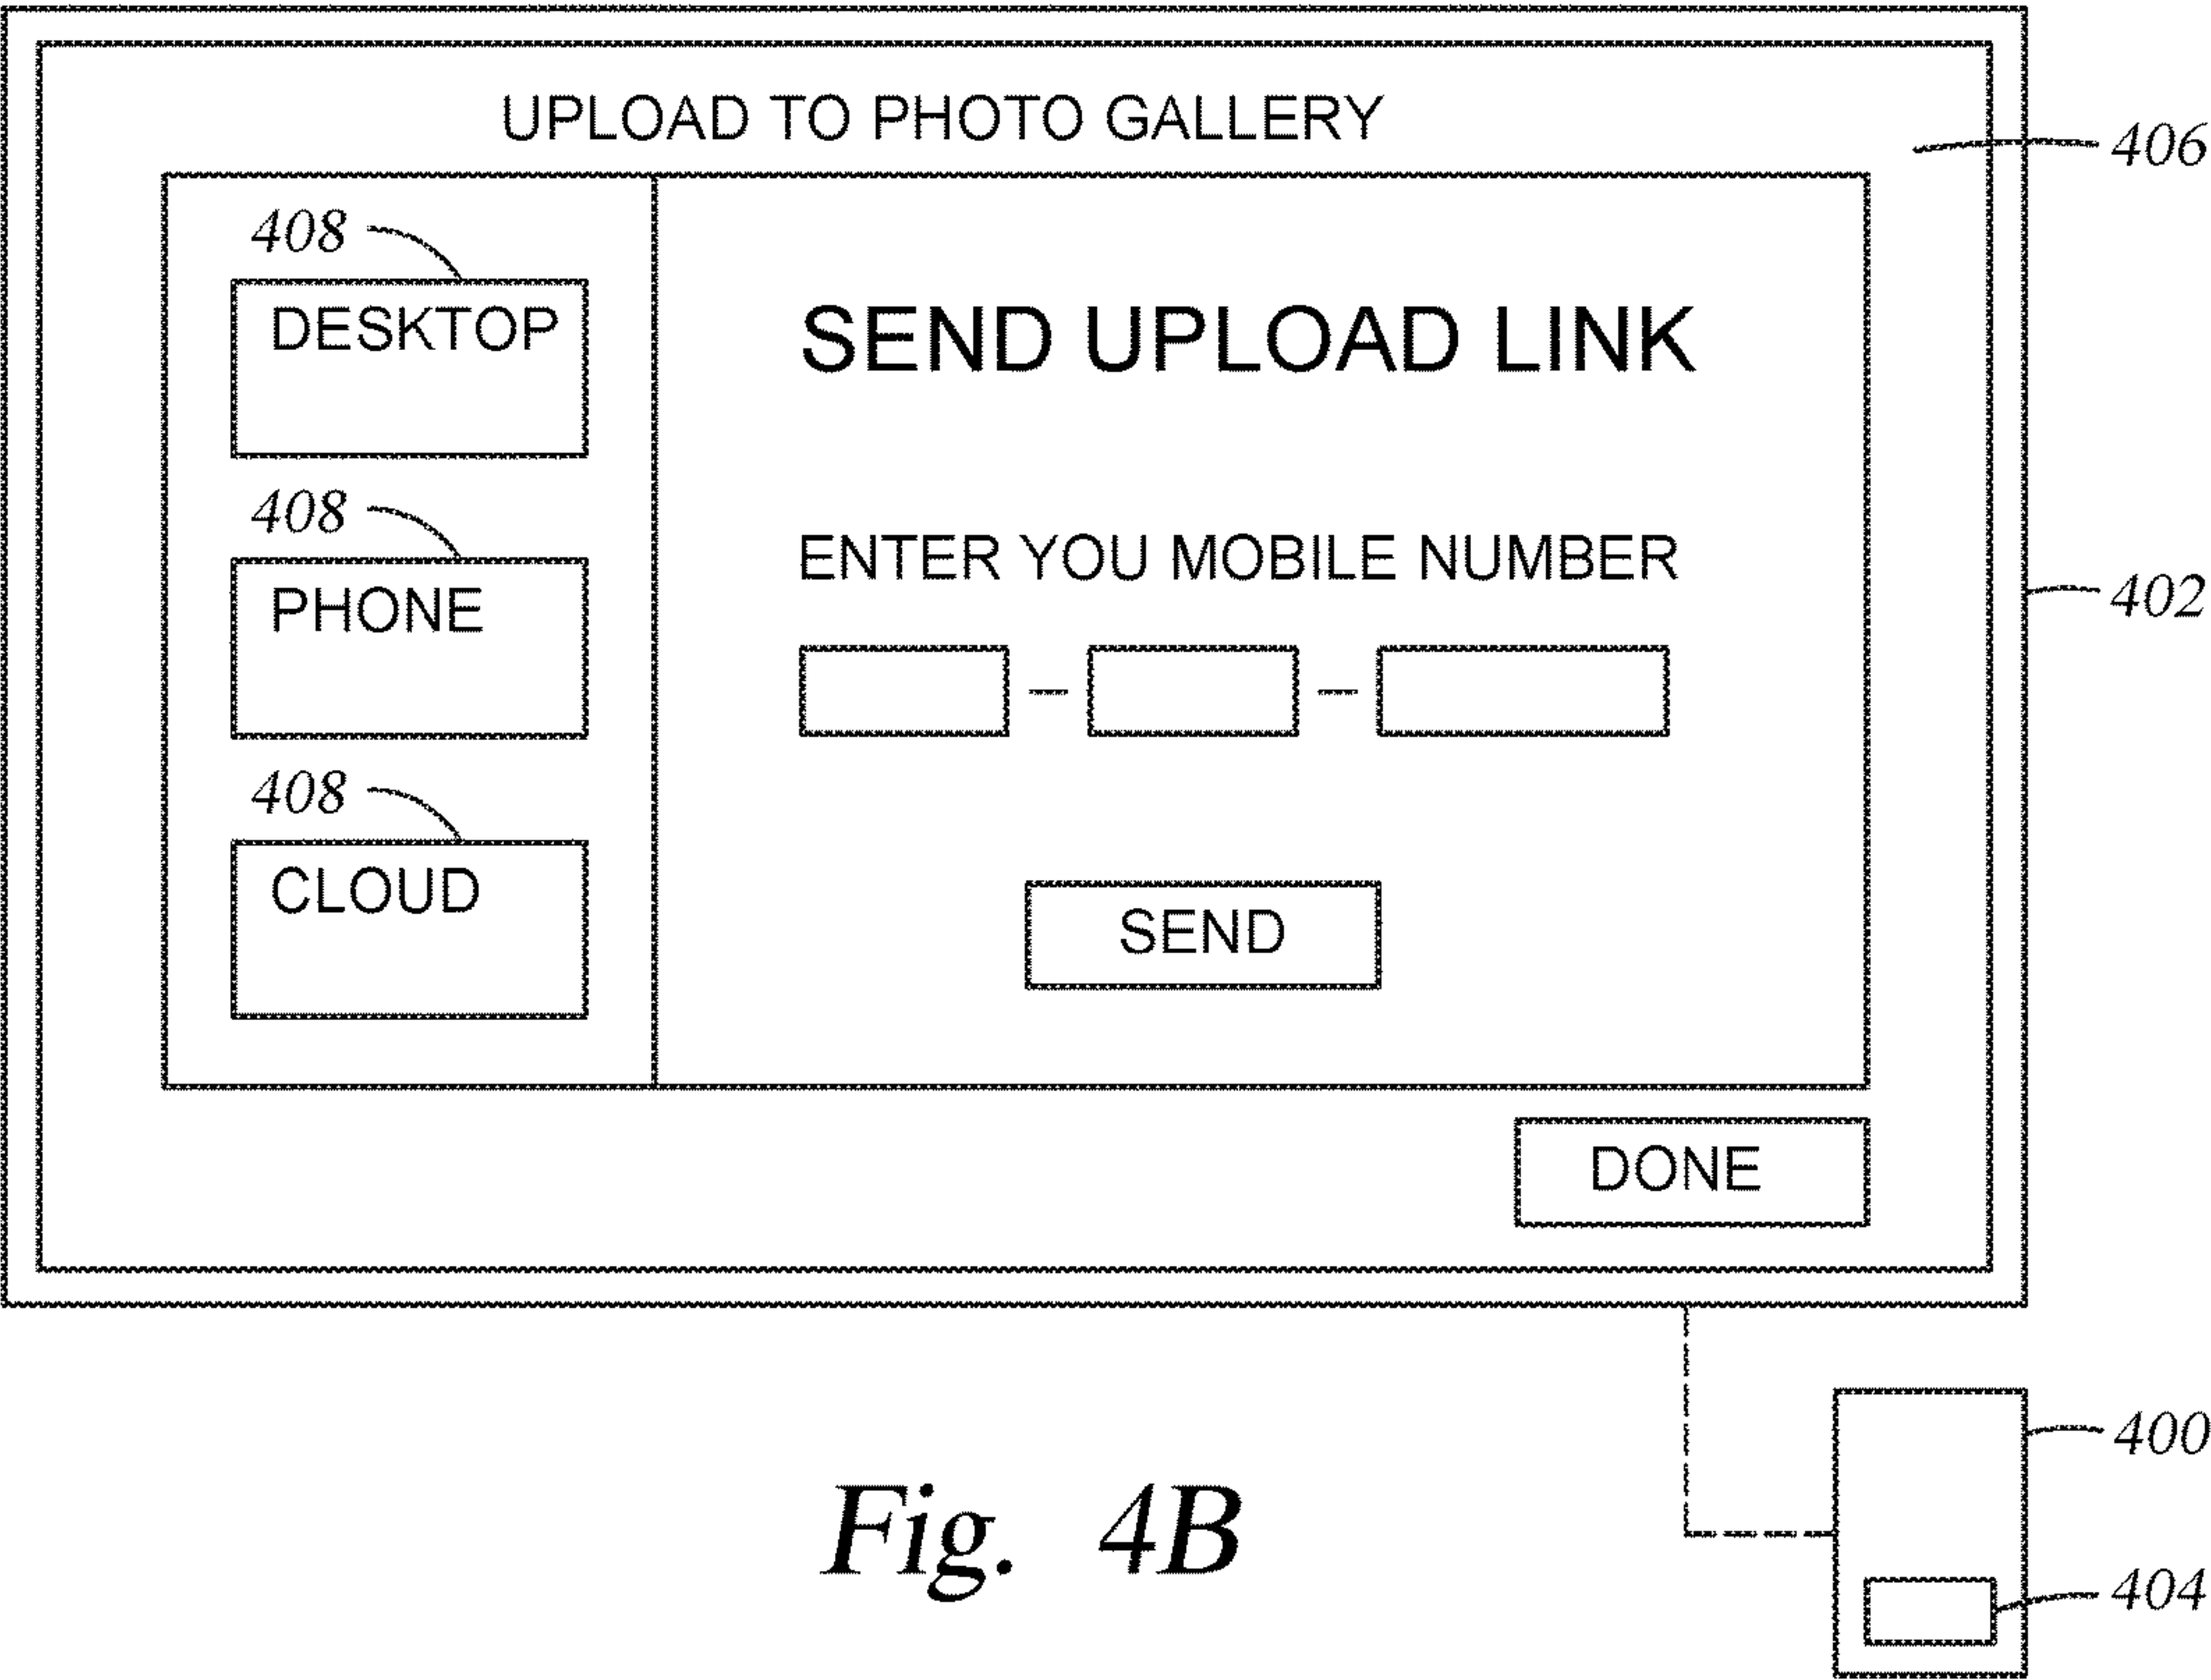 UPLOAD TO PHOTO GALLERY
406
408
DESKTOP
408
PHONE
408
CLOUD
SEND UPLOAD LINK
ENTER YOU MOBILE NUMBER
– –
SEND
402
DONE
400
404
Fig. 4B